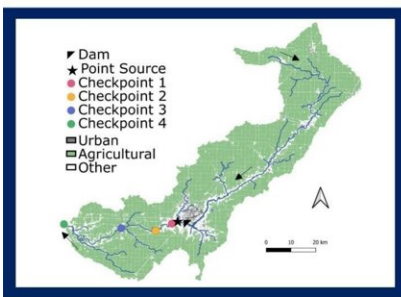 Dam
Point Source
Checkpoint 1
Checkpoint 2
Checkpoint 3
Checkpoint 4
Urban
Agricultural
Other
0 10 20 km